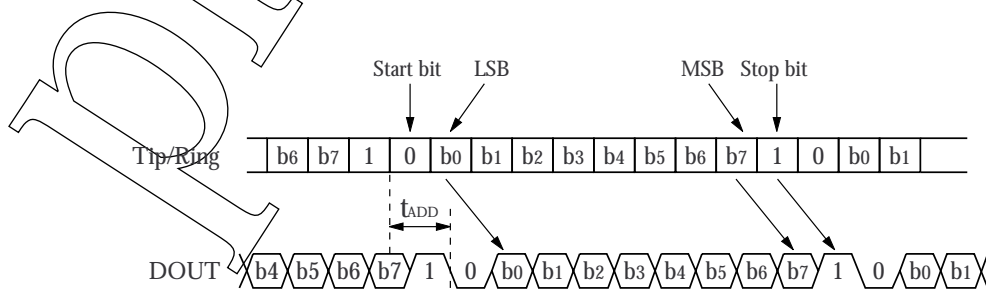 Start bit LSB MSB Stop bit
Tip/Ring b6 b7 1 0 b0 b1 b2 b3 b4 b5 b6 b7 1 0 b0 b1
tADD
DOUT b4 b5 b6 b7 1 0 b0 b1 b2 b3 b4 b5 b6 b7 1 0 b0 b1